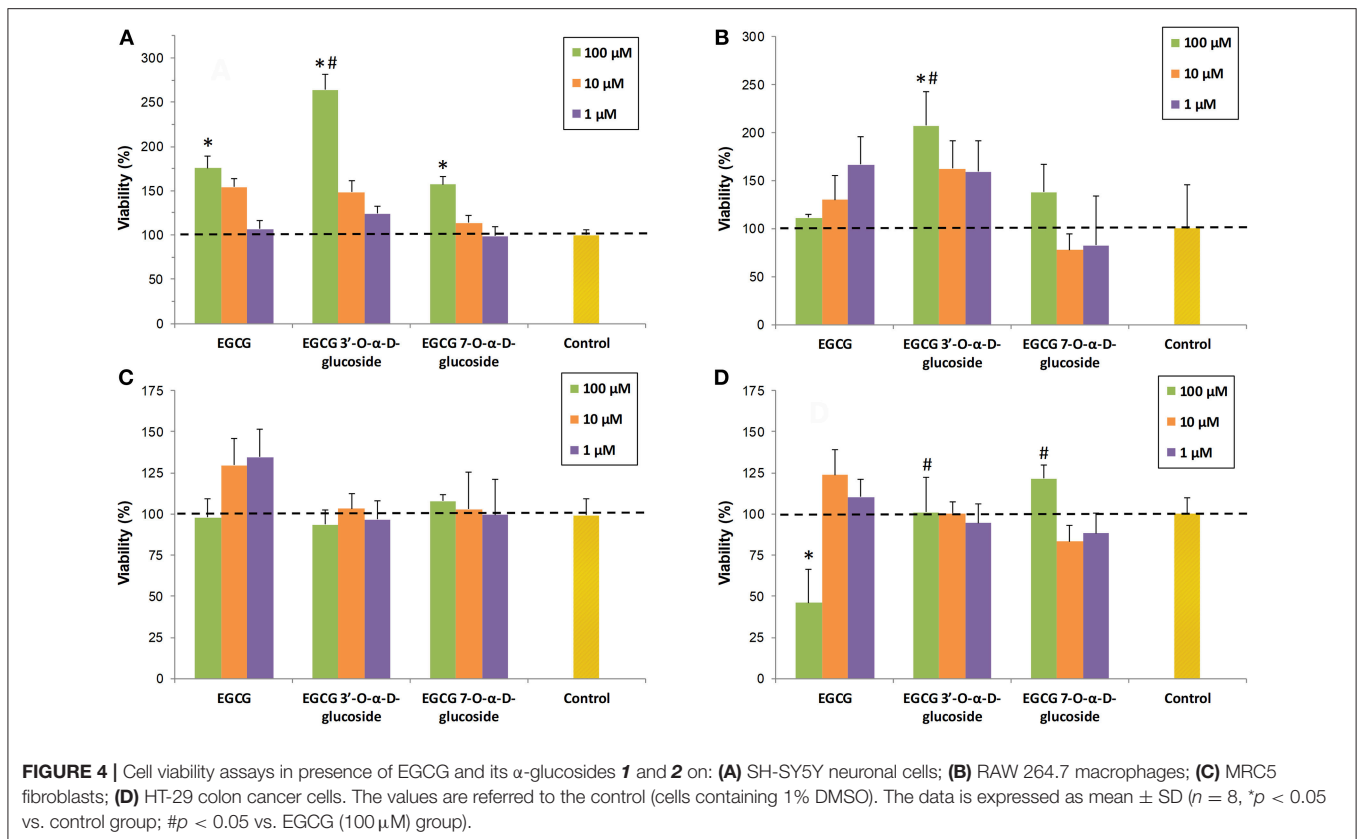 A
300
250
200
150
100
50
0
Viability (%)
A
* * # *
100 µM
10 µM
1 µM
EGCG EGCG 3’-O-α-D-glucoside EGCG 7-O-α-D-glucoside Control
B
300
250
200
150
100
50
0
Viability (%)
* #
100 µM
10 µM
1 µM
EGCG EGCG 3’-O-α-D-glucoside EGCG 7-O-α-D-glucoside Control
C
175
150
125
100
75
50
25
0
Viability (%)
100 µM
10 µM
1 µM
EGCG EGCG 3’-O-α-D-glucoside EGCG 7-O-α-D-glucoside Control
D
175
150
125
100
75
50
25
0
Viability (%)
D
* # #
100 µM
10 µM
1 µM
EGCG EGCG 3’-O-α-D-glucoside EGCG 7-O-α-D-glucoside Control
FIGURE 4 | Cell viability assays in presence of EGCG and its α-glucosides 1 and 2 on: (A) SH-SY5Y neuronal cells; (B) RAW 264.7 macrophages; (C) MRC5
fibroblasts; (D) HT-29 colon cancer cells. The values are referred to the control (cells containing 1% DMSO). The data is expressed as mean ± SD (n = 8, *p < 0.05
vs. control group; #p < 0.05 vs. EGCG (100 µM) group).